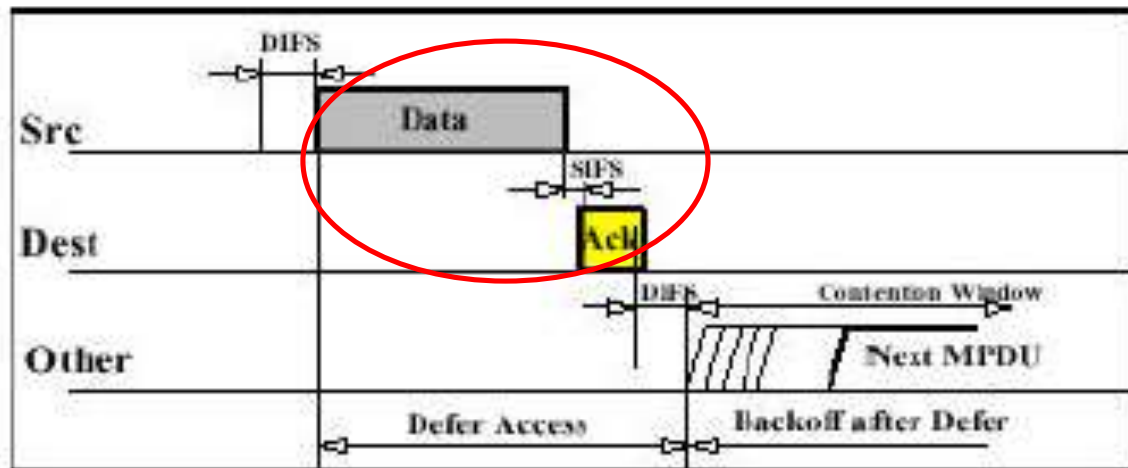 DIFS
Src
Data
SIFS
Dest
Ack
DIFS
Contention Window
Other
Next MPDU
Defer Access
Backoff after Defer